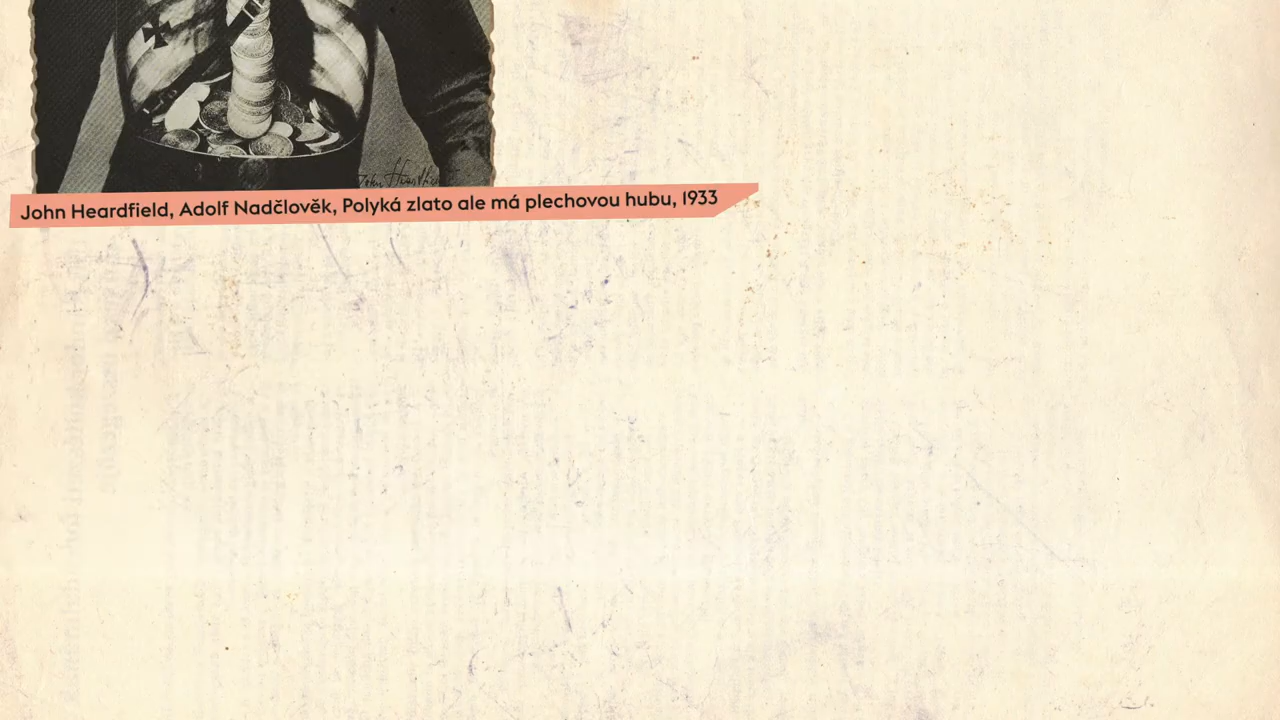 John Heardfield, Adolf Nadčlověk, Polyká zlato ale má plechovou hubu, 1933